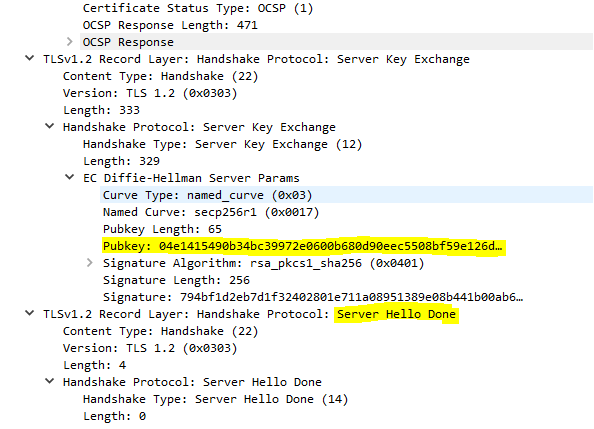 Certificate Status Type: OCSP (1)
OCSP Response Length: 471
OCSP Response
TLSv1.2 Record Layer: Handshake Protocol: Server Key Exchange
Content Type: Handshake (22)
Version: TLS 1.2 (0x0303)
Length: 333
Handshake Protocol: Server Key Exchange
Handshake Type: Server Key Exchange (12)
Length: 329
EC Diffie-Hellman Server Params
Curve Type: named_curve (0x03)
Named Curve: secp256r1 (0x0017)
Pubkey Length: 65
Pubkey: 04e1415490b34bc39972e0600b680d90eec5508bf59e126d…
Signature Algorithm: rsa_pkcs1_sha256 (0x0401)
Signature Length: 256
Signature: 794bf1d2eb7d1f32402801e711a08951389e08b441b00ab6…
TLSv1.2 Record Layer: Handshake Protocol: Server Hello Done
Content Type: Handshake (22)
Version: TLS 1.2 (0x0303)
Length: 4
Handshake Protocol: Server Hello Done
Handshake Type: Server Hello Done (14)
Length: 0